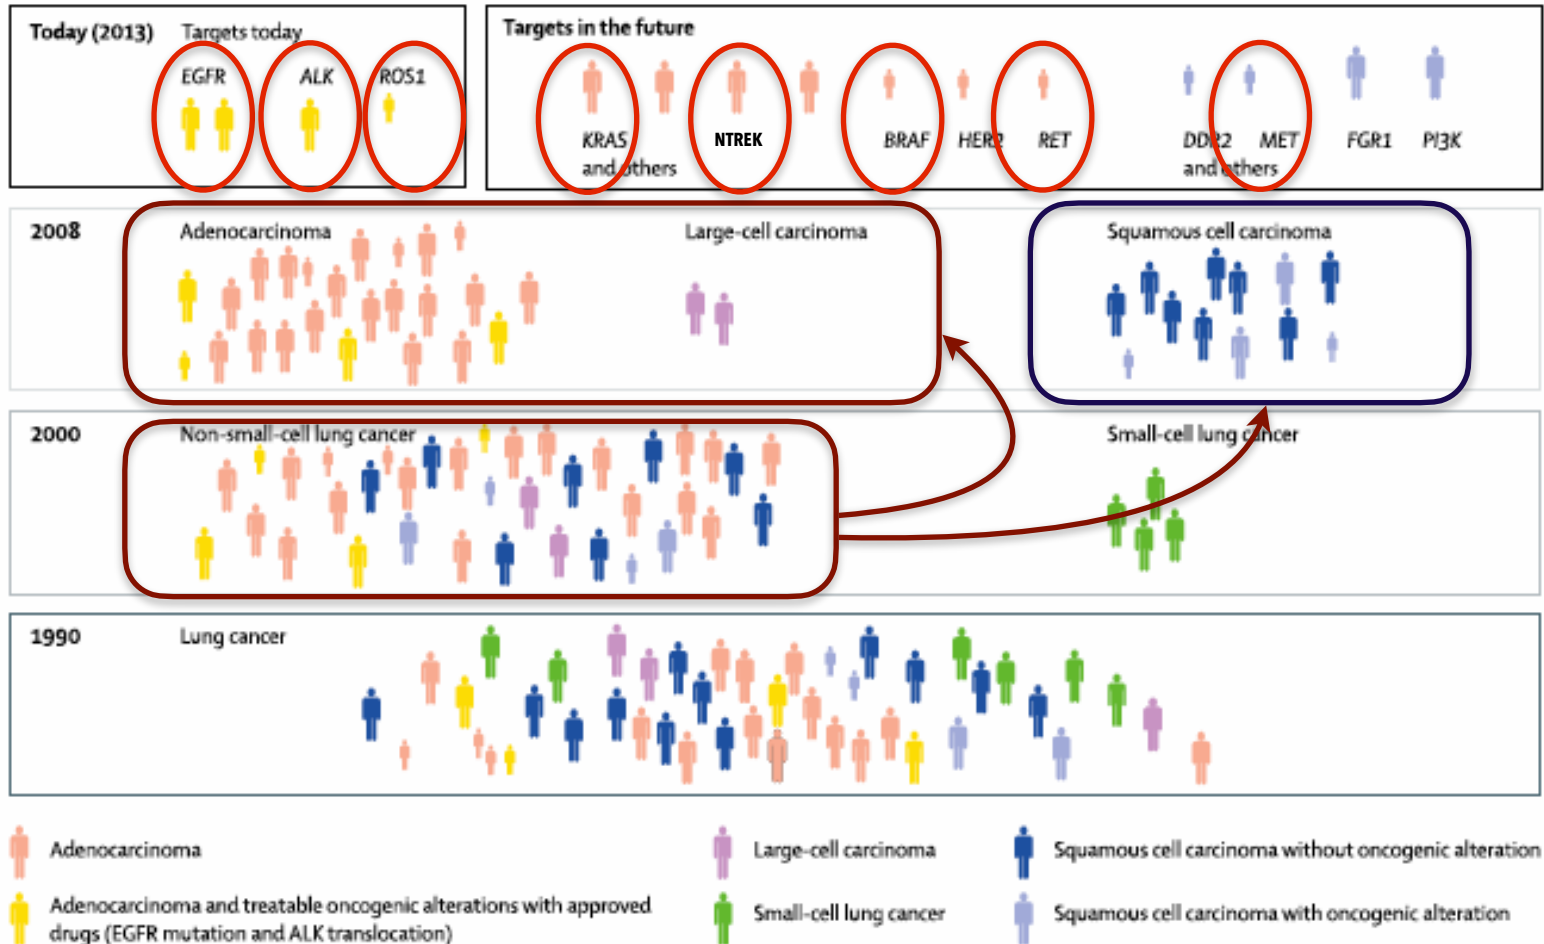 Today (2013) Targets today
EGFR ALK ROS1
Targets in the future
KRAS NTREK BRAF HER2 RET DDR2 MET FGR1 PI3K
and others and others
2008 Adenocarcinoma Large-cell carcinoma Squamous cell carcinoma
2000 Non-small-cell lung cancer Small-cell lung cancer
1990 Lung cancer
Adenocarcinoma
Adenocarcinoma and treatable oncogenic alterations with approved
drugs (EGFR mutation and ALK translocation)
Large-cell carcinoma
Small-cell lung cancer
Squamous cell carcinoma without oncogenic alteration
Squamous cell carcinoma with oncogenic alteration